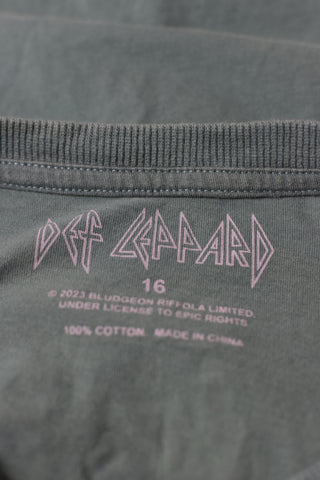 DEF LEPPARD
16
© 2023 BLUDGEON RIFFOLA LIMITED.
UNDER LICENSE TO EPIC RIGHTS
100% COTTON. MADE IN CHINA